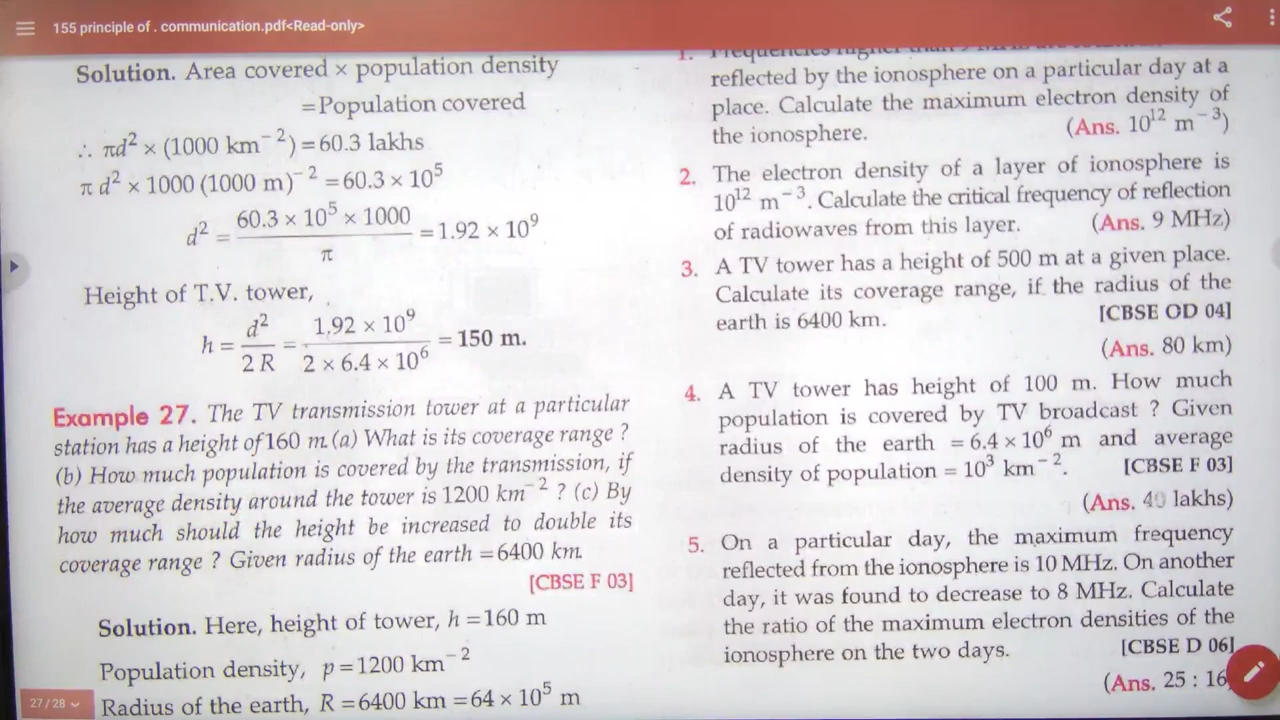 155 principle of . communication.pdf<Read-only>
Solution. Area covered × population density
=Population covered
∴ πd² × (1000 km⁻²) = 60.3 lakhs
π d² × 1000 (1000 m)⁻² = 60.3 × 10⁵
d² = 60.3 × 10⁵ × 1000 / π = 1.92 × 10⁹
Height of T.V. tower,
h = d² / 2 R = 1.92 × 10⁹ / 2 × 6.4 × 10⁶ = 150 m.
Example 27. The TV transmission tower at a particular
station has a height of 160 m. (a) What is its coverage range ?
(b) How much population is covered by the transmission, if
the average density around the tower is 1200 km⁻² ? (c) By
how much should the height be increased to double its
coverage range ? Given radius of the earth = 6400 km.
[CBSE F 03]
Solution. Here, height of tower, h = 160 m
Population density, p = 1200 km⁻²
Radius of the earth, R = 6400 km = 64 × 10⁵ m
27 / 28
1. Frequencies higher than
reflected by the ionosphere on a particular day at a
place. Calculate the maximum electron density of
the ionosphere. (Ans. 10¹² m⁻³)
2. The electron density of a layer of ionosphere is
10¹² m⁻³. Calculate the critical frequency of reflection
of radiowaves from this layer. (Ans. 9 MHz)
3. A TV tower has a height of 500 m at a given place.
Calculate its coverage range, if the radius of the
earth is 6400 km. [CBSE OD 04]
(Ans. 80 km)
4. A TV tower has height of 100 m. How much
population is covered by TV broadcast ? Given
radius of the earth = 6.4 × 10⁶ m and average
density of population = 10³ km⁻². [CBSE F 03]
(Ans. 40 lakhs)
5. On a particular day, the maximum frequency
reflected from the ionosphere is 10 MHz. On another
day, it was found to decrease to 8 MHz. Calculate
the ratio of the maximum electron densities of the
ionosphere on the two days. [CBSE D 06]
(Ans. 25 : 16